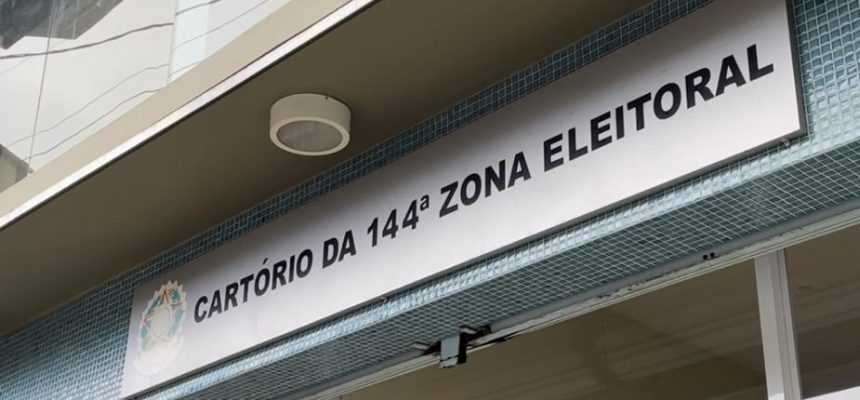 CARTÓRIO DA 144ª ZONA ELEITORAL